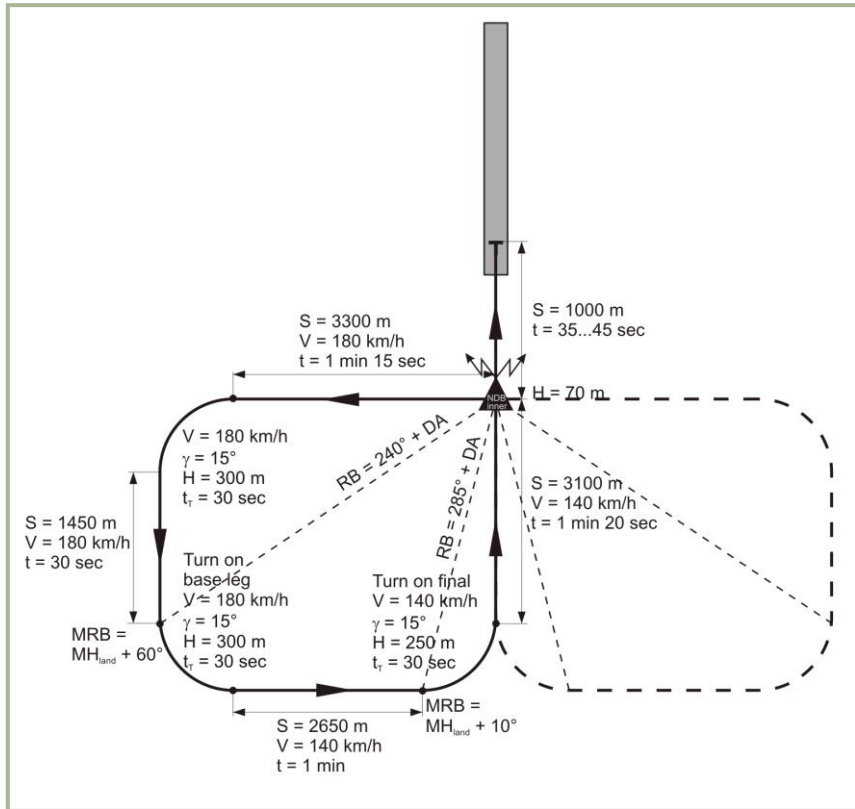 S = 3300 m
V = 180 km/h
t = 1 min 15 sec
S = 1000 m
t = 35...45 sec
NDB
inner
H = 70 m
V = 180 km/h
γ = 15°
H = 300 m
tT = 30 sec
RB = 240° + DA
RB = 285° + DA
S = 3100 m
V = 140 km/h
t = 1 min 20 sec
S = 1450 m
V = 180 km/h
t = 30 sec
Turn on
base leg
V = 180 km/h
γ = 15°
H = 300 m
tT = 30 sec
Turn on final
V = 140 km/h
γ = 15°
H = 250 m
tT = 30 sec
MRB =
MHland + 60°
MRB =
MHland + 10°
S = 2650 m
V = 140 km/h
t = 1 min